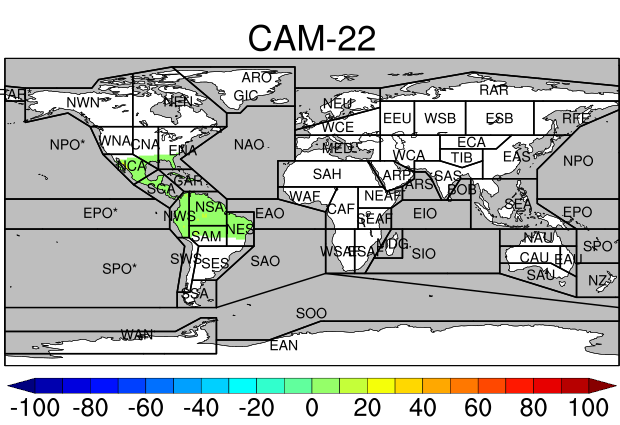 CAM-22
ARO
GIC
RAR
NWN
NEN
NEU
EEU WSB ESB RFE
WCE
NPO* WNA CNA ENA NAO MED WCA ECA TIB EAS NPO
NCA SCA CAR SAH ARP ARS SAS BOB
WAF CAF NEAF
EPO* NWS NSA NES EAO SEAF EIO SEA EPO
SAM
SPO* SWS SES SAO WSAF ESAF MDG SIO NAU CAU EAU SAU SPO* NZ
SSA
SOO
WAN
EAN
-100 -80 -60 -40 -20 0 20 40 60 80 100